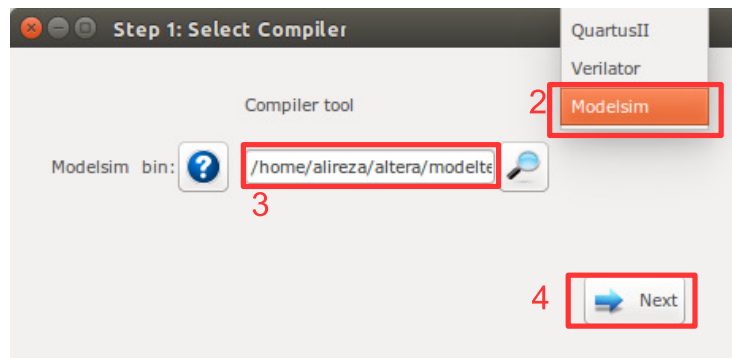 Step 1: Select Compiler
QuartusII
Verilator
Compiler tool
2
Modelsim
Modelsim bin:
?
/home/alireza/altera/modelte
3
4
Next